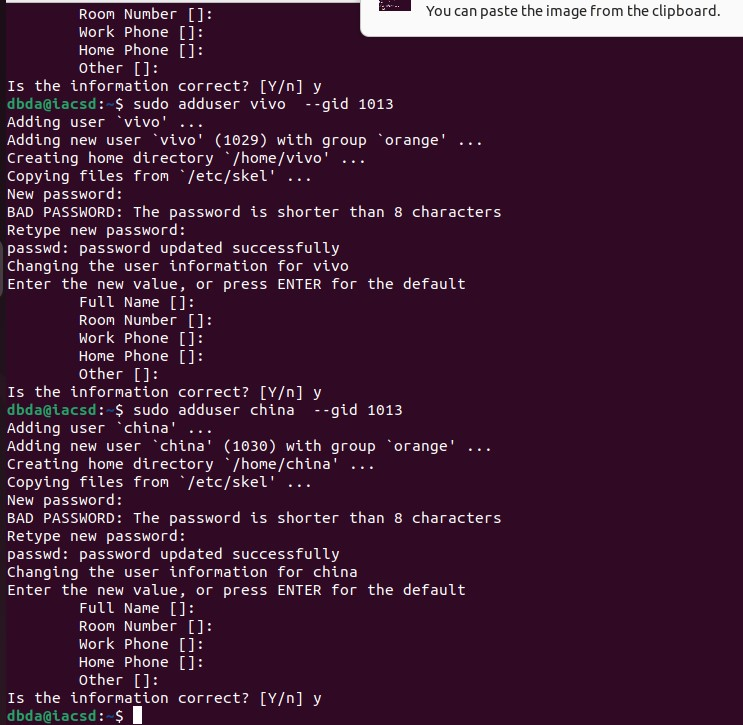 You can paste the image from the clipboard.
Room Number []:
Work Phone []:
Home Phone []:
Other []:
Is the information correct? [Y/n] y
dbda@iacsd:~$ sudo adduser vivo  --gid 1013
Adding user `vivo' ...
Adding new user `vivo' (1029) with group `orange' ...
Creating home directory `/home/vivo' ...
Copying files from `/etc/skel' ...
New password:
BAD PASSWORD: The password is shorter than 8 characters
Retype new password:
passwd: password updated successfully
Changing the user information for vivo
Enter the new value, or press ENTER for the default
Full Name []:
Room Number []:
Work Phone []:
Home Phone []:
Other []:
Is the information correct? [Y/n] y
dbda@iacsd:~$ sudo adduser china  --gid 1013
Adding user `china' ...
Adding new user `china' (1030) with group `orange' ...
Creating home directory `/home/china' ...
Copying files from `/etc/skel' ...
New password:
BAD PASSWORD: The password is shorter than 8 characters
Retype new password:
passwd: password updated successfully
Changing the user information for china
Enter the new value, or press ENTER for the default
Full Name []:
Room Number []:
Work Phone []:
Home Phone []:
Other []:
Is the information correct? [Y/n] y
dbda@iacsd:~$